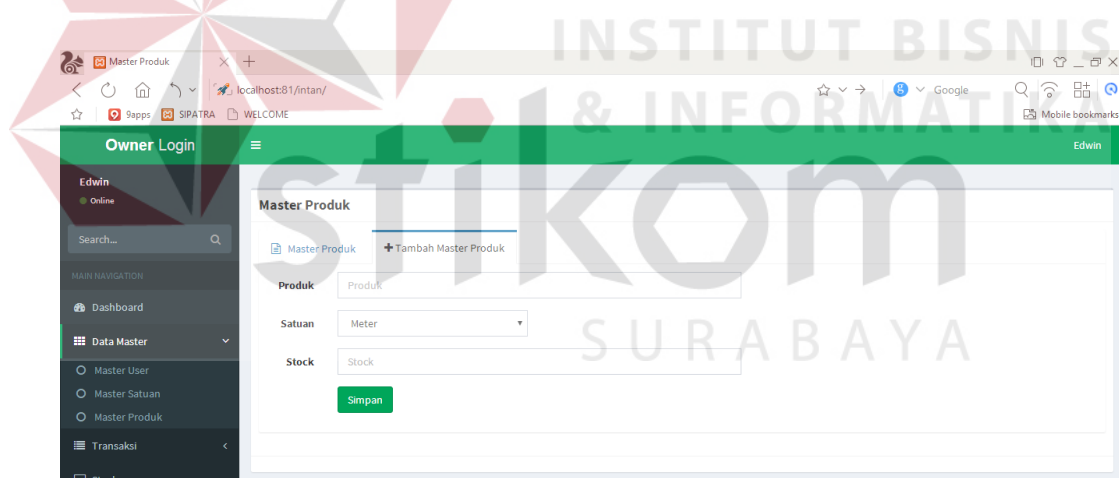 INSTITUT BISNIS
& INFORMATIKA
stikom
SURABAYA
Master Produk
localhost:81/intan/
Google
9apps SIPATRA WELCOME
Mobile bookmarks
Owner Login
Edwin
Edwin
Online
Search...
MAIN NAVIGATION
Dashboard
Data Master
Master User
Master Satuan
Master Produk
Transaksi
Master Produk
Master Produk
Tambah Master Produk
Produk
Produk
Satuan
Meter
Stock
Stock
Simpan